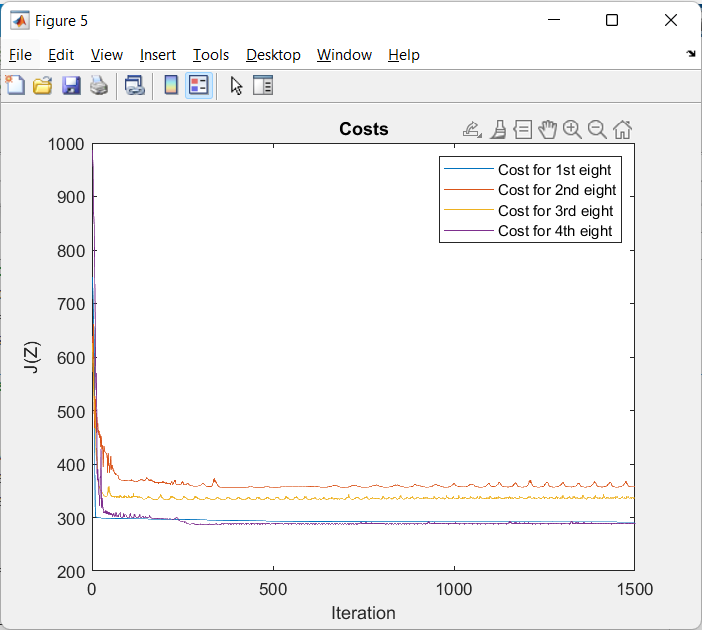 Figure 5
File Edit View Insert Tools Desktop Window Help
Costs
1000
900
800
700
600
500
400
300
200
J(Z)
Cost for 1st eight
Cost for 2nd eight
Cost for 3rd eight
Cost for 4th eight
0 500 1000 1500
Iteration